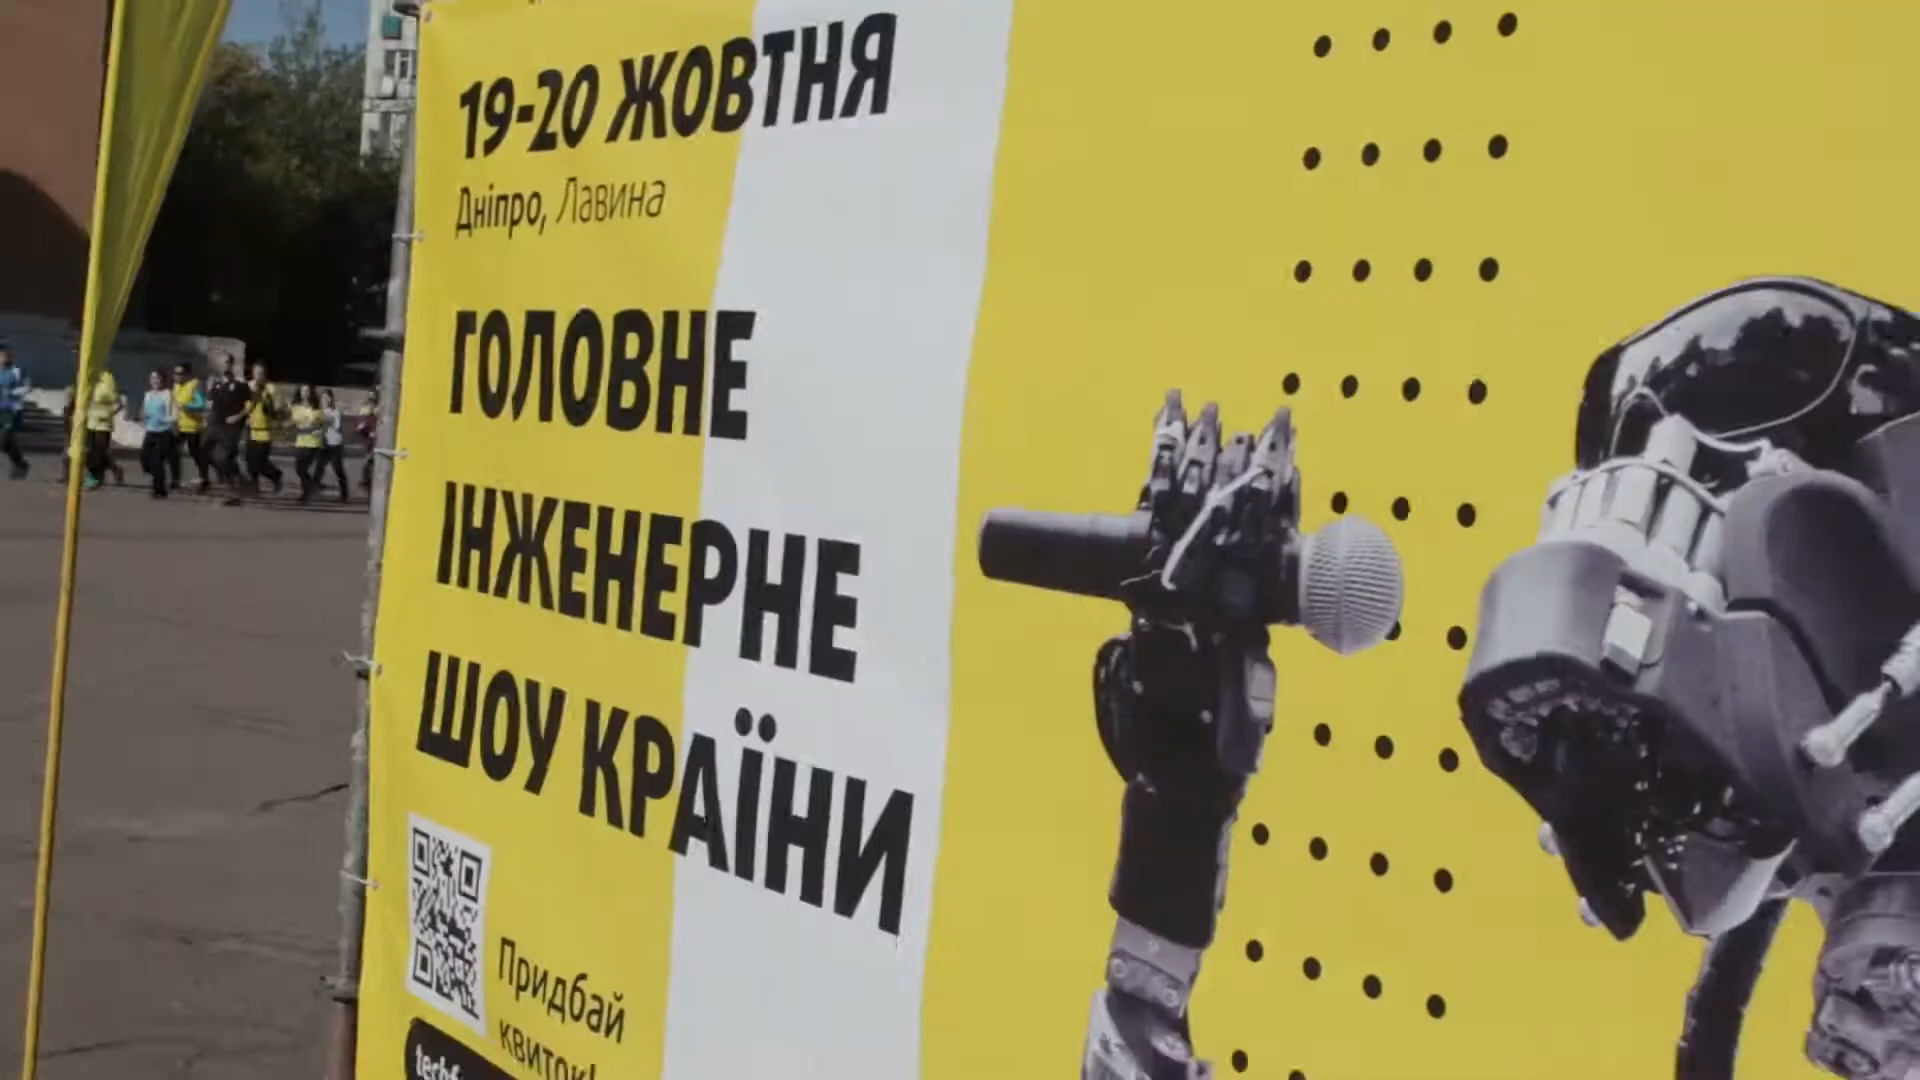 19-20 ЖОВТНЯ
Дніпро, Лавина
ГОЛОВНЕ
ІНЖЕНЕРНЕ
ШОУ КРАЇНИ
Придбай
квиток!